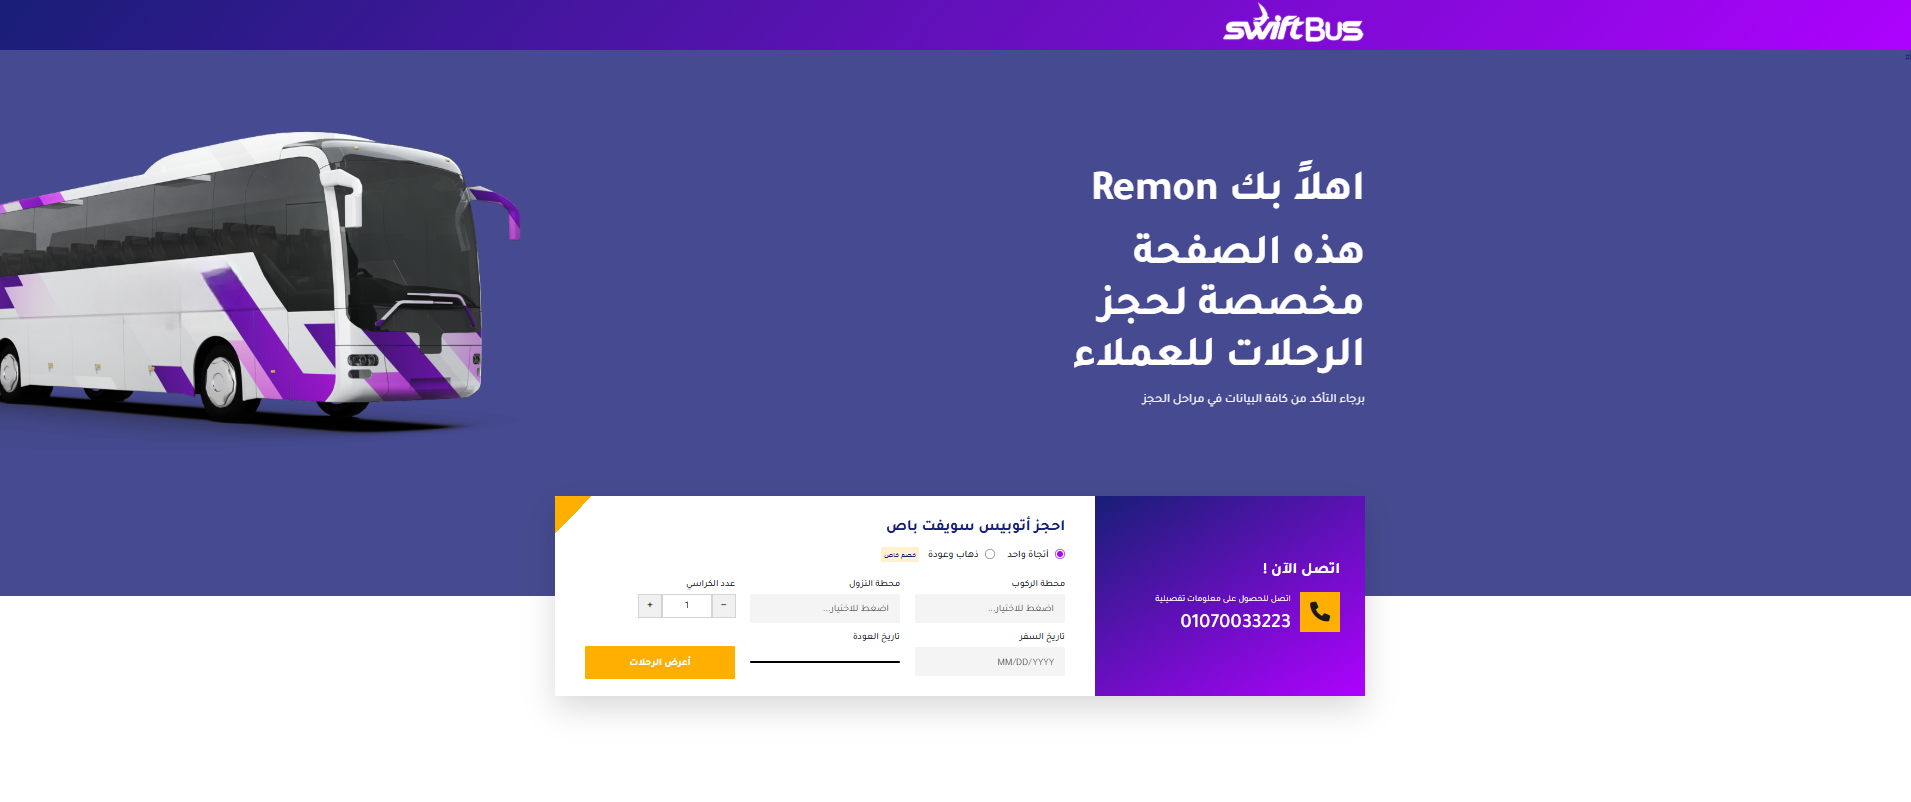 swiftBus
اهلاً بك Remon
هذه الصفحة
مخصصة لحجز
الرحلات للعملاء
برجاء التأكد من كافة البيانات في مراحل الحجز
اتصل الآن !
اتصل للحصول على معلومات تفصيلية
01070033223
احجز أتوبيس سويفت باص
أتجاة واحد ذهاب وعودة خصم خاص
محطة الركوب محطة النزول عدد الكراسي
اضغط للاختيار... اضغط للاختيار... − 1 +
تاريخ السفر تاريخ العودة
MM/DD/YYYY أعرض الرحلات